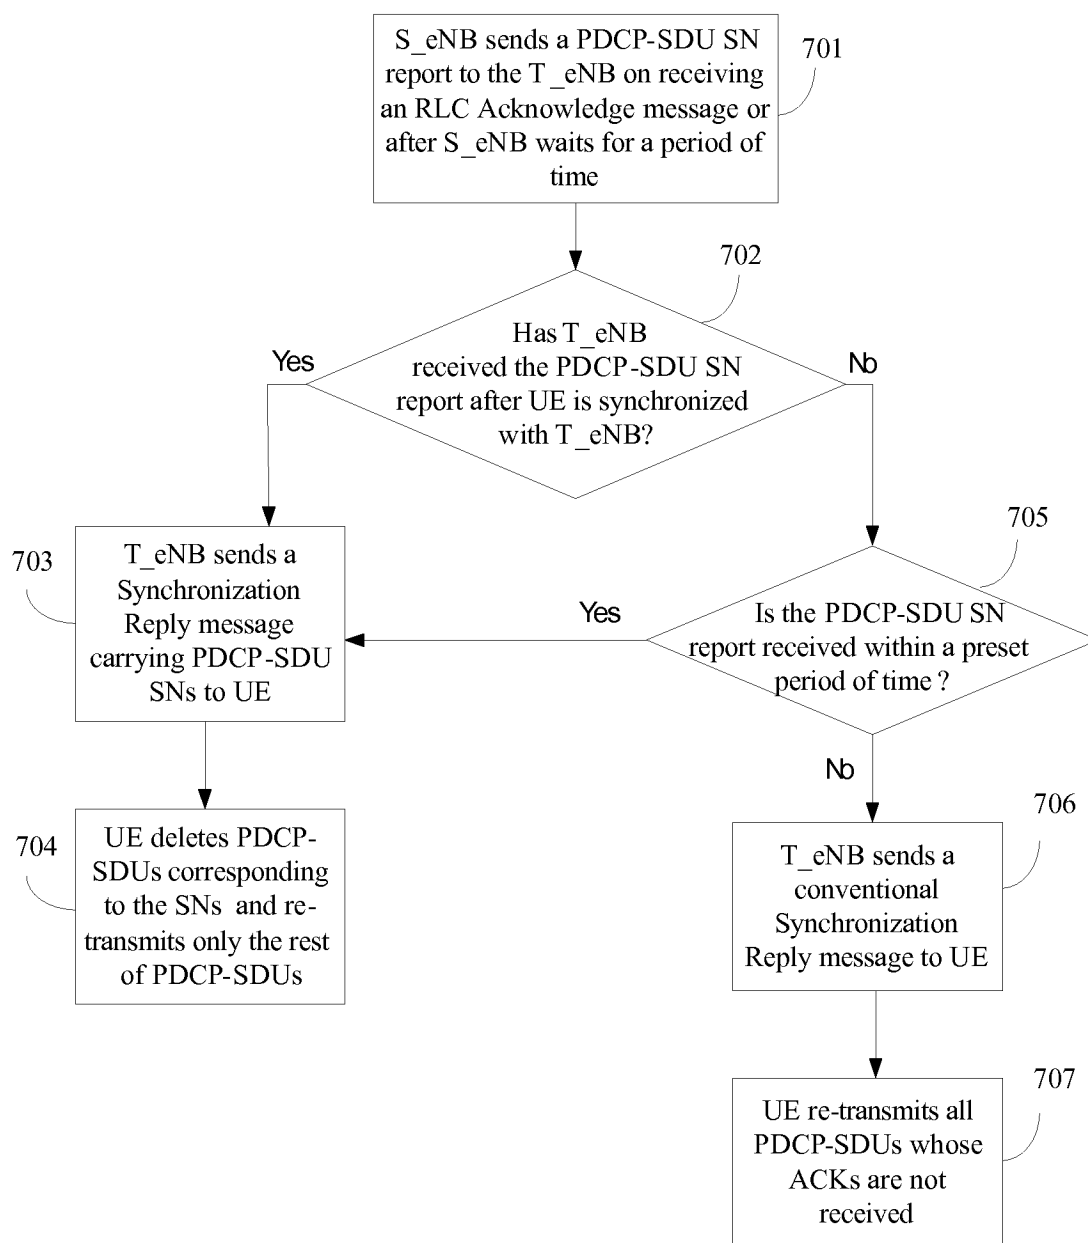 S_eNB sends a PDCP-SDU SN
report to the T_eNB on receiving
an RLC Acknowledge message or
after S_eNB waits for a period of
time
701
702
Has T_eNB
received the PDCP-SDU SN
report after UE is synchronized
with T_eNB?
Yes
No
703
T_eNB sends a
Synchronization
Reply message
carrying PDCP-SDU
SNs to UE
705
Is the PDCP-SDU SN
report received within a preset
period of time ?
Yes
No
704
UE deletes PDCP-
SDUs corresponding
to the SNs and re-
transmits only the rest
of PDCP-SDUs
706
T_eNB sends a
conventional
Synchronization
Reply message to UE
707
UE re-transmits all
PDCP-SDUs whose
ACKs are not
received